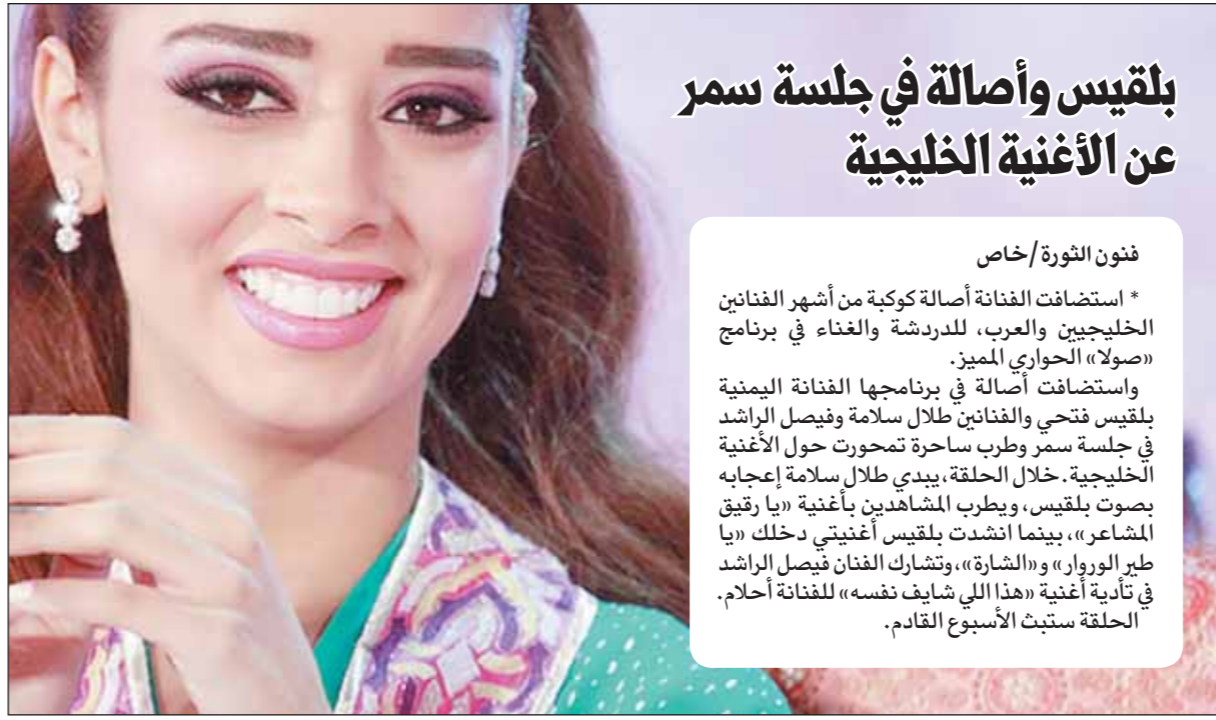 بلقيس وأصالة في جلسة سمر
عن الأغنية الخليجية
فنون الثورة/خاص
* استضافت الفنانة أصالة كوكبة من أشهر الفنانين
الخليجيين والعرب، للدردشة والغناء في برنامج
«صولا» الحواري المميز.
واستضافت أصالة في برنامجها الفنانة اليمنية
بلقيس فتحي والفنانين طلال سلامة وفيصل الراشد
في جلسة سمر وطرب ساحرة تمحورت حول الأغنية
الخليجية. خلال الحلقة، يبدي طلال سلامة إعجابه
بصوت بلقيس، ويطرب المشاهدين بأغنية «يا رقيق
المشاعر»، بينما انشدت بلقيس أغنيتي دخلك «يا
طير الوروار» و«الشارة»، وتشارك الفنان فيصل الراشد
في تأدية أغنية «هذا اللي شايف نفسه» للفنانة أحلام.
الحلقة ستبث الأسبوع القادم.